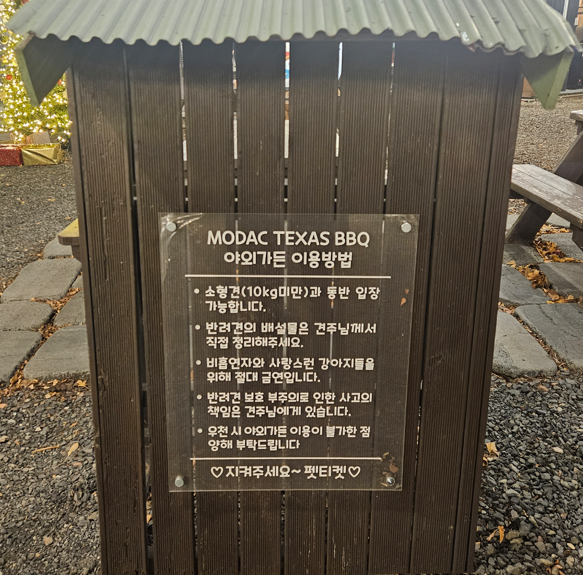 MODAC TEXAS BBQ
야외가든 이용방법
• 소형견(10kg미만)과 동반 입장
가능합니다.
• 반려견의 배설물은 견주님께서
직접 정리해주세요.
• 비흡연자와 사랑스런 강아지들을
위해 절대 금연입니다.
• 반려견 보호 부주의로 인한 사고의
책임은 견주님에게 있습니다.
• 우천 시 야외가든 이용이 불가한 점
양해 부탁드립니다
♡지켜주세요~ 펫티켓♡